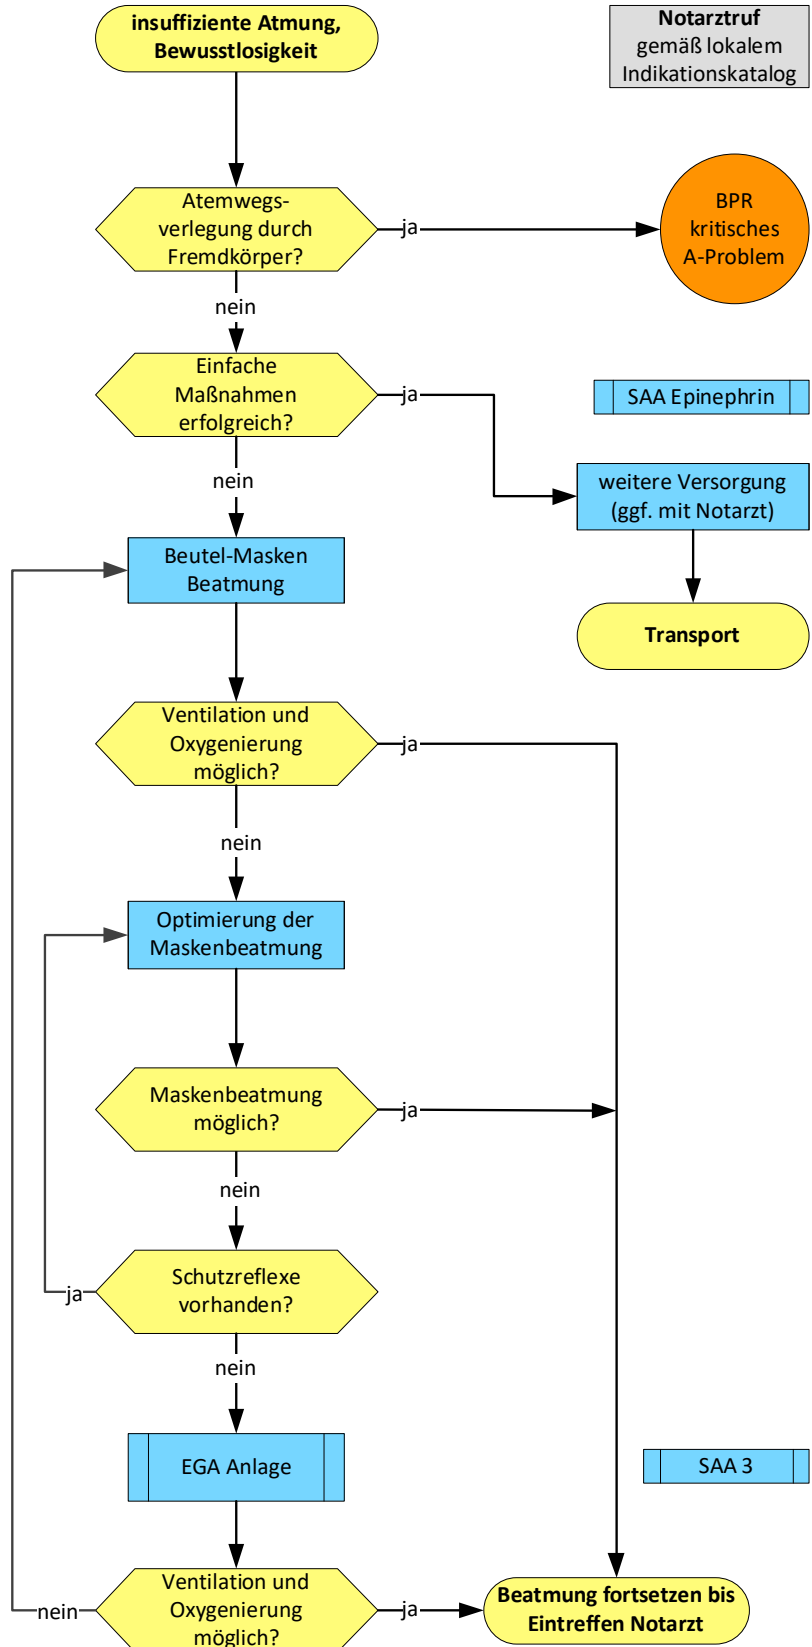 insuffiziente Atmung,
Bewusstlosigkeit
Notarztruf
gemäß lokalem
Indikationskatalog
Atemwegs-
verlegung durch
Fremdkörper?
ja
BPR
kritisches
A-Problem
nein
Einfache
Maßnahmen
erfolgreich?
ja
SAA Epinephrin
nein
weitere Versorgung
(ggf. mit Notarzt)
Beutel-Masken
Beatmung
Transport
Ventilation und
Oxygenierung
möglich?
ja
nein
Optimierung der
Maskenbeatmung
Maskenbeatmung
möglich?
ja
nein
Schutzreflexe
vorhanden?
ja
nein
EGA Anlage
SAA 3
Ventilation und
Oxygenierung
möglich?
nein
ja
Beatmung fortsetzen bis
Eintreffen Notarzt